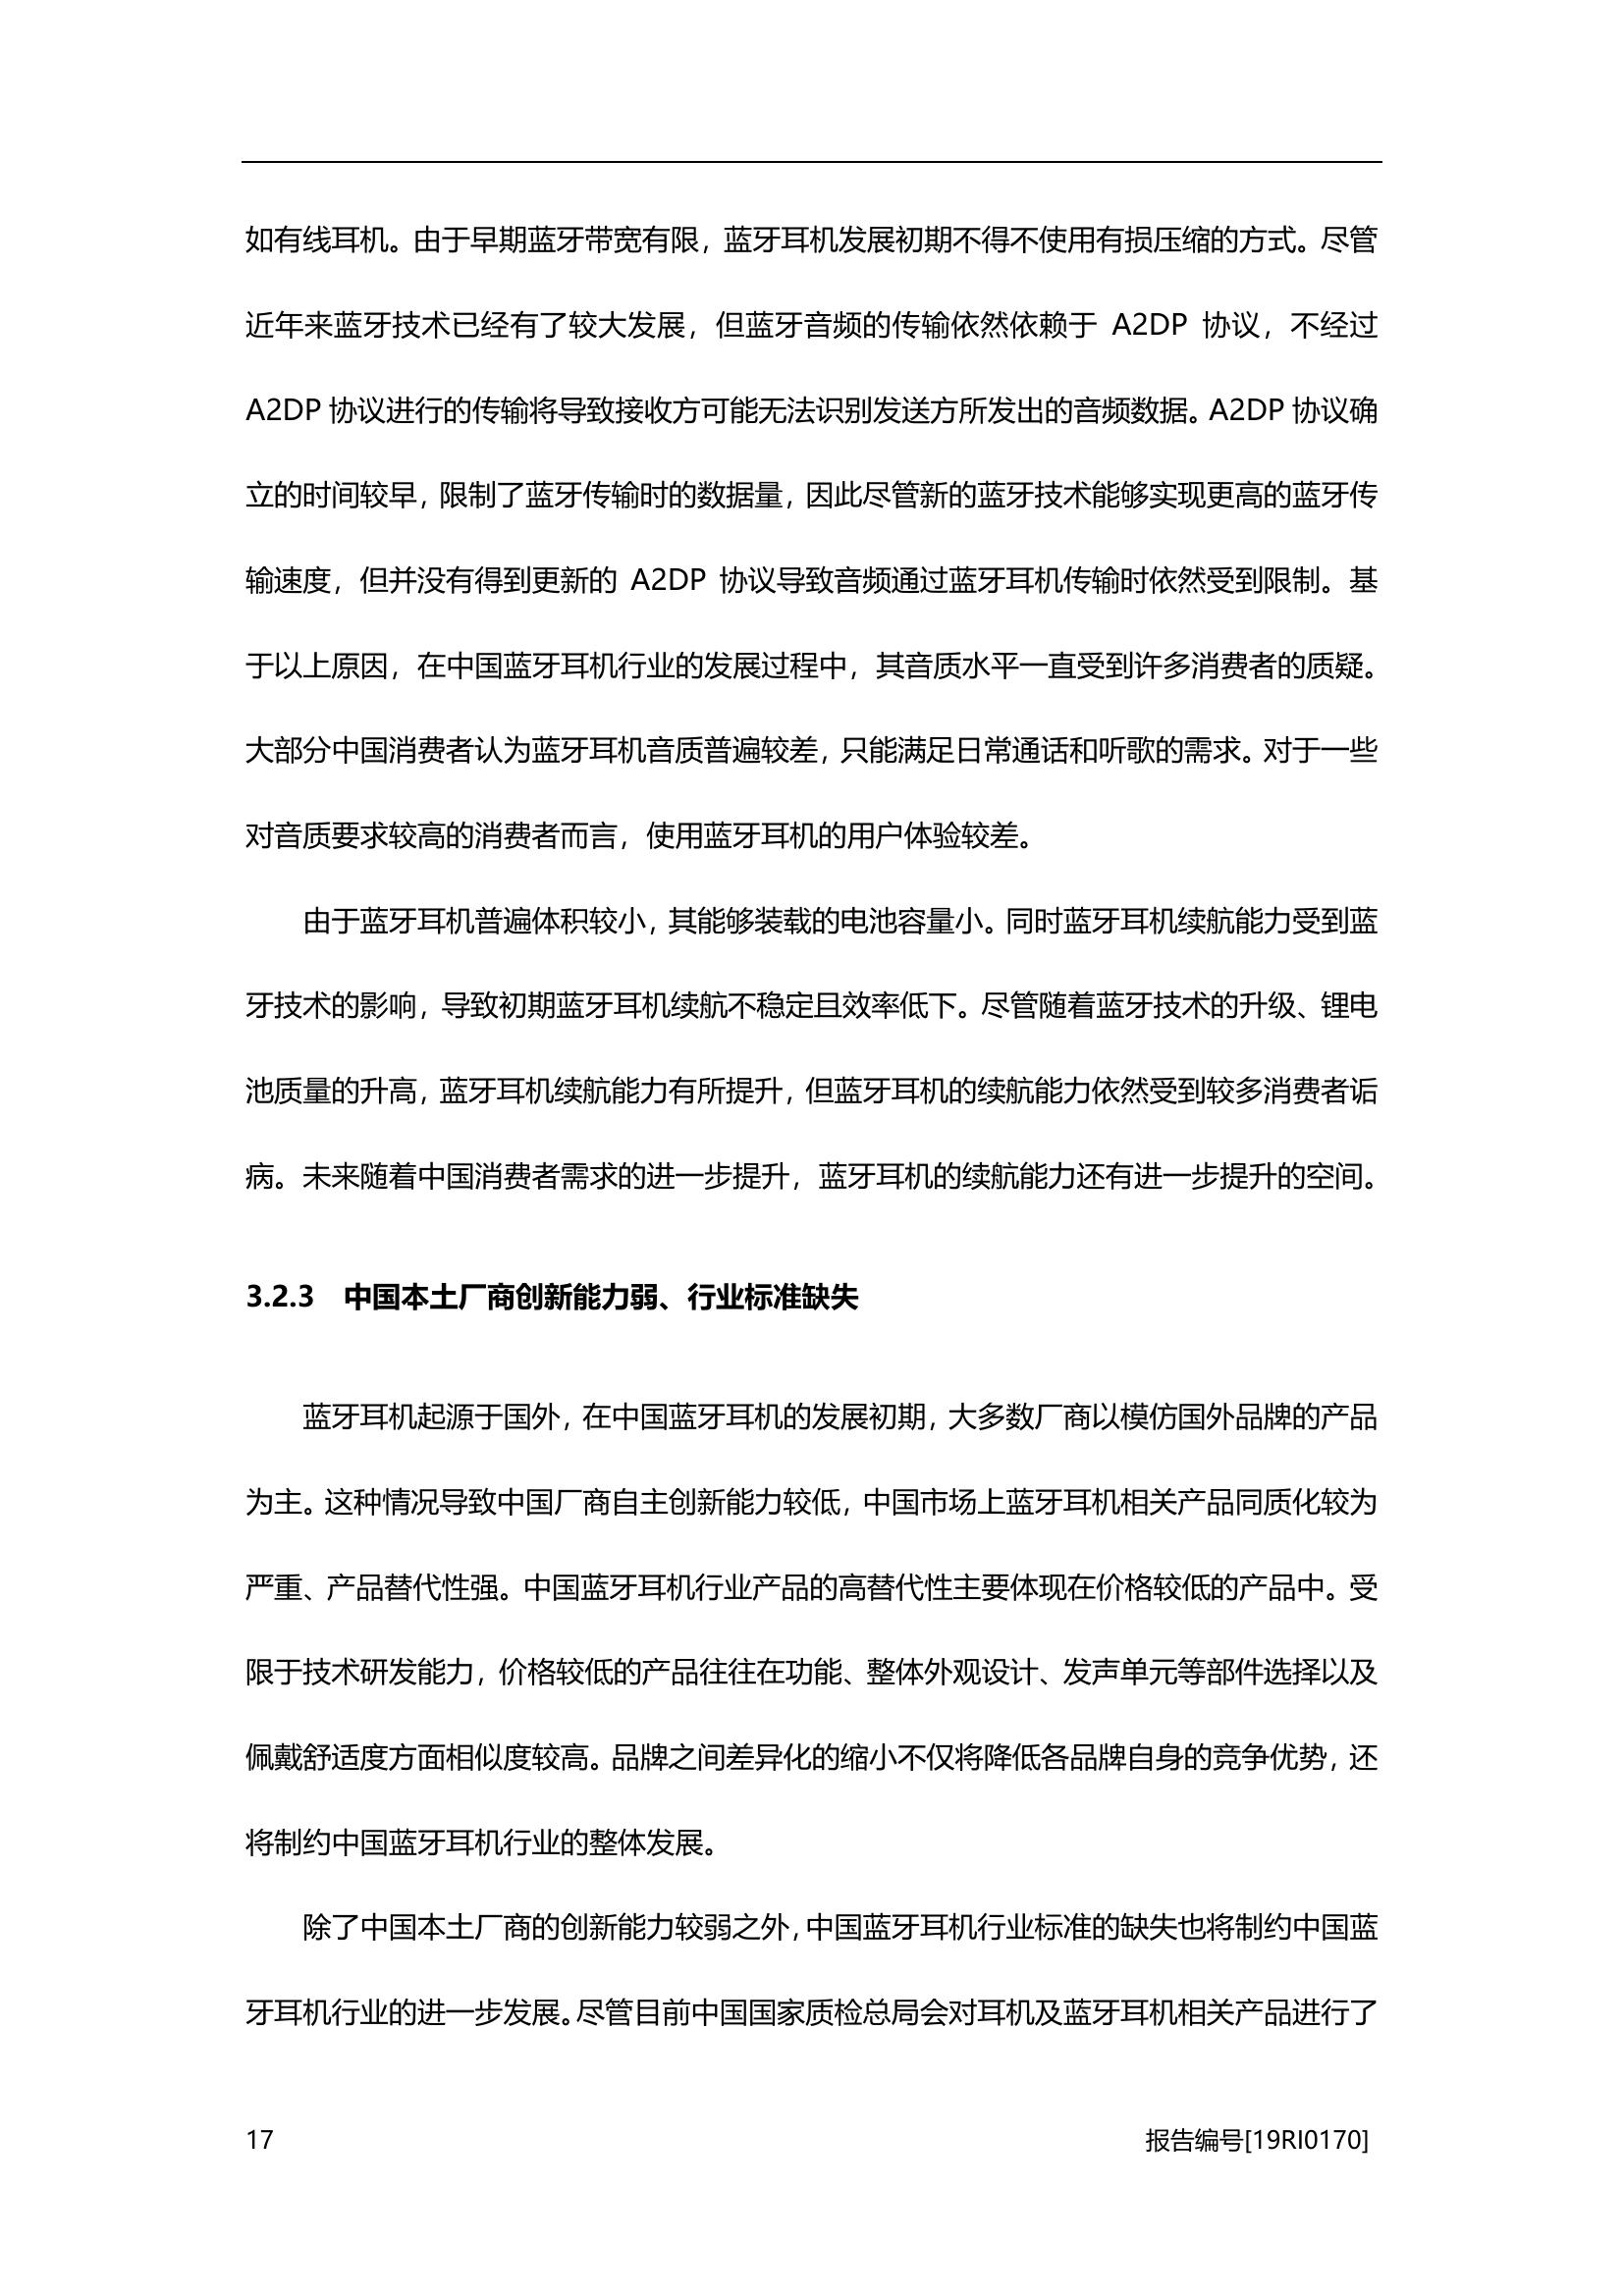 如有线耳机。由于早期蓝牙带宽有限，蓝牙耳机发展初期不得不使用有损压缩的方式。尽管
近年来蓝牙技术已经有了较大发展，但蓝牙音频的传输依然依赖于 A2DP 协议，不经过
A2DP 协议进行的传输将导致接收方可能无法识别发送方所发出的音频数据。A2DP 协议确
立的时间较早，限制了蓝牙传输时的数据量，因此尽管新的蓝牙技术能够实现更高的蓝牙传
输速度，但并没有得到更新的 A2DP 协议导致音频通过蓝牙耳机传输时依然受到限制。基
于以上原因，在中国蓝牙耳机行业的发展过程中，其音质水平一直受到许多消费者的质疑。
大部分中国消费者认为蓝牙耳机音质普遍较差，只能满足日常通话和听歌的需求。对于一些
对音质要求较高的消费者而言，使用蓝牙耳机的用户体验较差。
由于蓝牙耳机普遍体积较小，其能够装载的电池容量小。同时蓝牙耳机续航能力受到蓝
牙技术的影响，导致初期蓝牙耳机续航不稳定且效率低下。尽管随着蓝牙技术的升级、锂电
池质量的升高，蓝牙耳机续航能力有所提升，但蓝牙耳机的续航能力依然受到较多消费者诟
病。未来随着中国消费者需求的进一步提升，蓝牙耳机的续航能力还有进一步提升的空间。
3.2.3 中国本土厂商创新能力弱、行业标准缺失
蓝牙耳机起源于国外，在中国蓝牙耳机的发展初期，大多数厂商以模仿国外品牌的产品
为主。这种情况导致中国厂商自主创新能力较低，中国市场上蓝牙耳机相关产品同质化较为
严重、产品替代性强。中国蓝牙耳机行业产品的高替代性主要体现在价格较低的产品中。受
限于技术研发能力，价格较低的产品往往在功能、整体外观设计、发声单元等部件选择以及
佩戴舒适度方面相似度较高。品牌之间差异化的缩小不仅将降低各品牌自身的竞争优势，还
将制约中国蓝牙耳机行业的整体发展。
除了中国本土厂商的创新能力较弱之外，中国蓝牙耳机行业标准的缺失也将制约中国蓝
牙耳机行业的进一步发展。尽管目前中国国家质检总局会对耳机及蓝牙耳机相关产品进行了
17 报告编号[19RI0170]